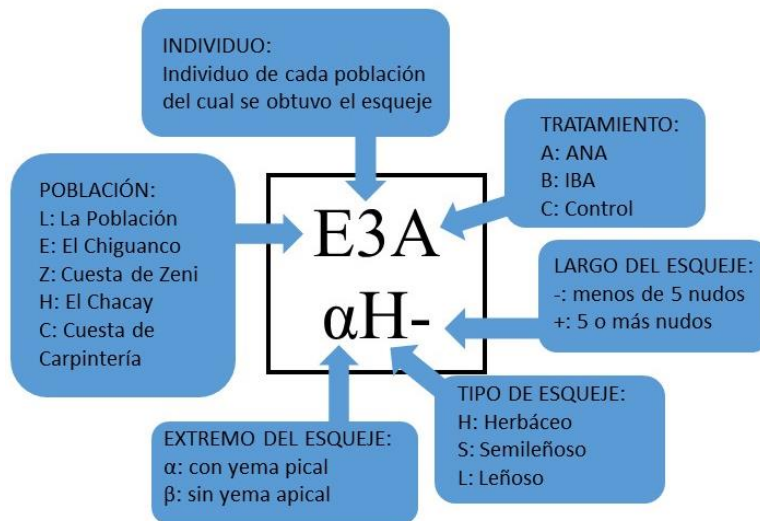 INDIVIDUO:
Individuo de cada población
del cual se obtuvo el esqueje
TRATAMIENTO:
A: ANA
B: IBA
C: Control
POBLACIÓN:
L: La Población
E: El Chiguanco
Z: Cuesta de Zeni
H: El Chacay
C: Cuesta de
Carpintería
E3A
αH-
LARGO DEL ESQUEJE:
-: menos de 5 nudos
+: 5 o más nudos
EXTREMO DEL ESQUEJE:
α: con yema pical
β: sin yema apical
TIPO DE ESQUEJE:
H: Herbáceo
S: Semileñoso
L: Leñoso